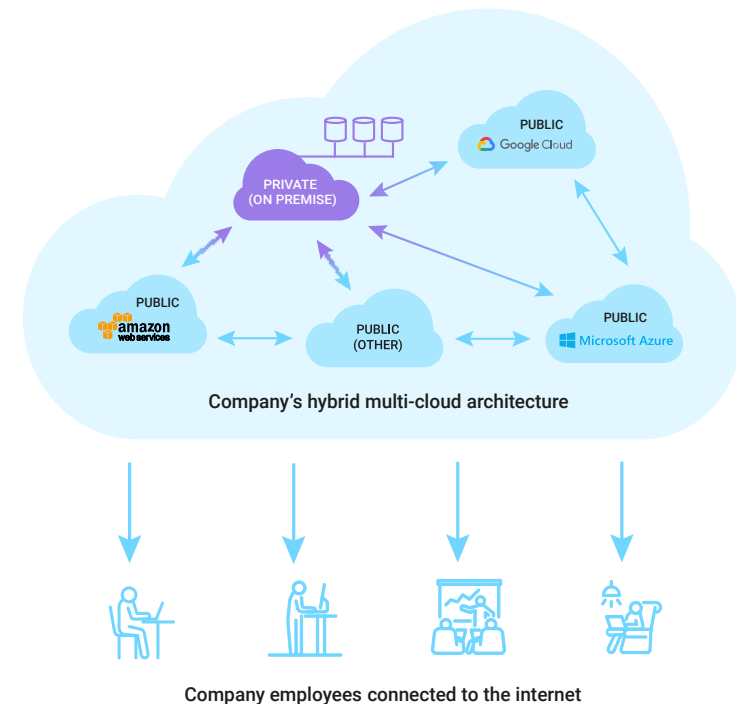 PUBLIC
Google Cloud
PRIVATE
(ON PREMISE)
PUBLIC
amazon
web services
PUBLIC
(OTHER)
PUBLIC
Microsoft Azure
Company’s hybrid multi-cloud architecture
Company employees connected to the internet